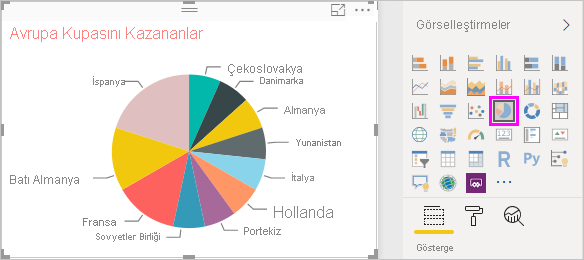 Avrupa Kupasını Kazananlar
Çekoslovakya
Danimarka
Almanya
Yunanistan
İtalya
Hollanda
Portekiz
Sovyetler Birliği
Fransa
Batı Almanya
İspanya
Görselleştirmeler
123
R
Py
Gösterge